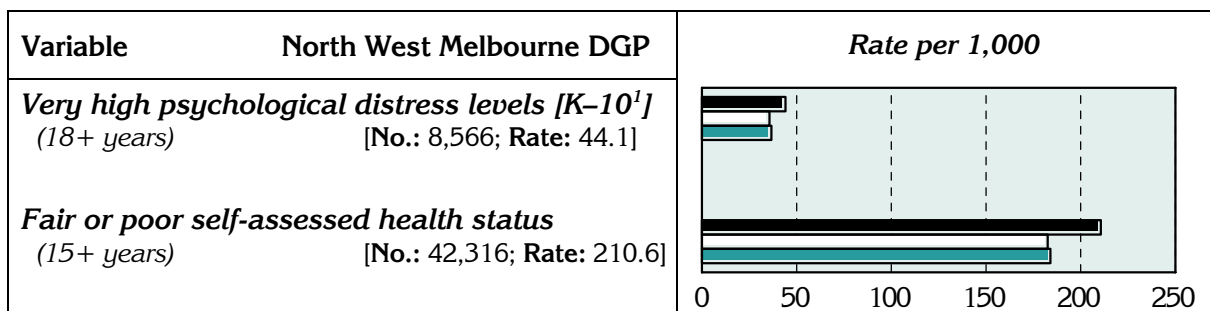 Variable North West Melbourne DGP Rate per 1,000
Very high psychological distress levels [K–10¹]
(18+ years) [No.: 8,566; Rate: 44.1]
Fair or poor self-assessed health status
(15+ years) [No.: 42,316; Rate: 210.6]
0 50 100 150 200 250